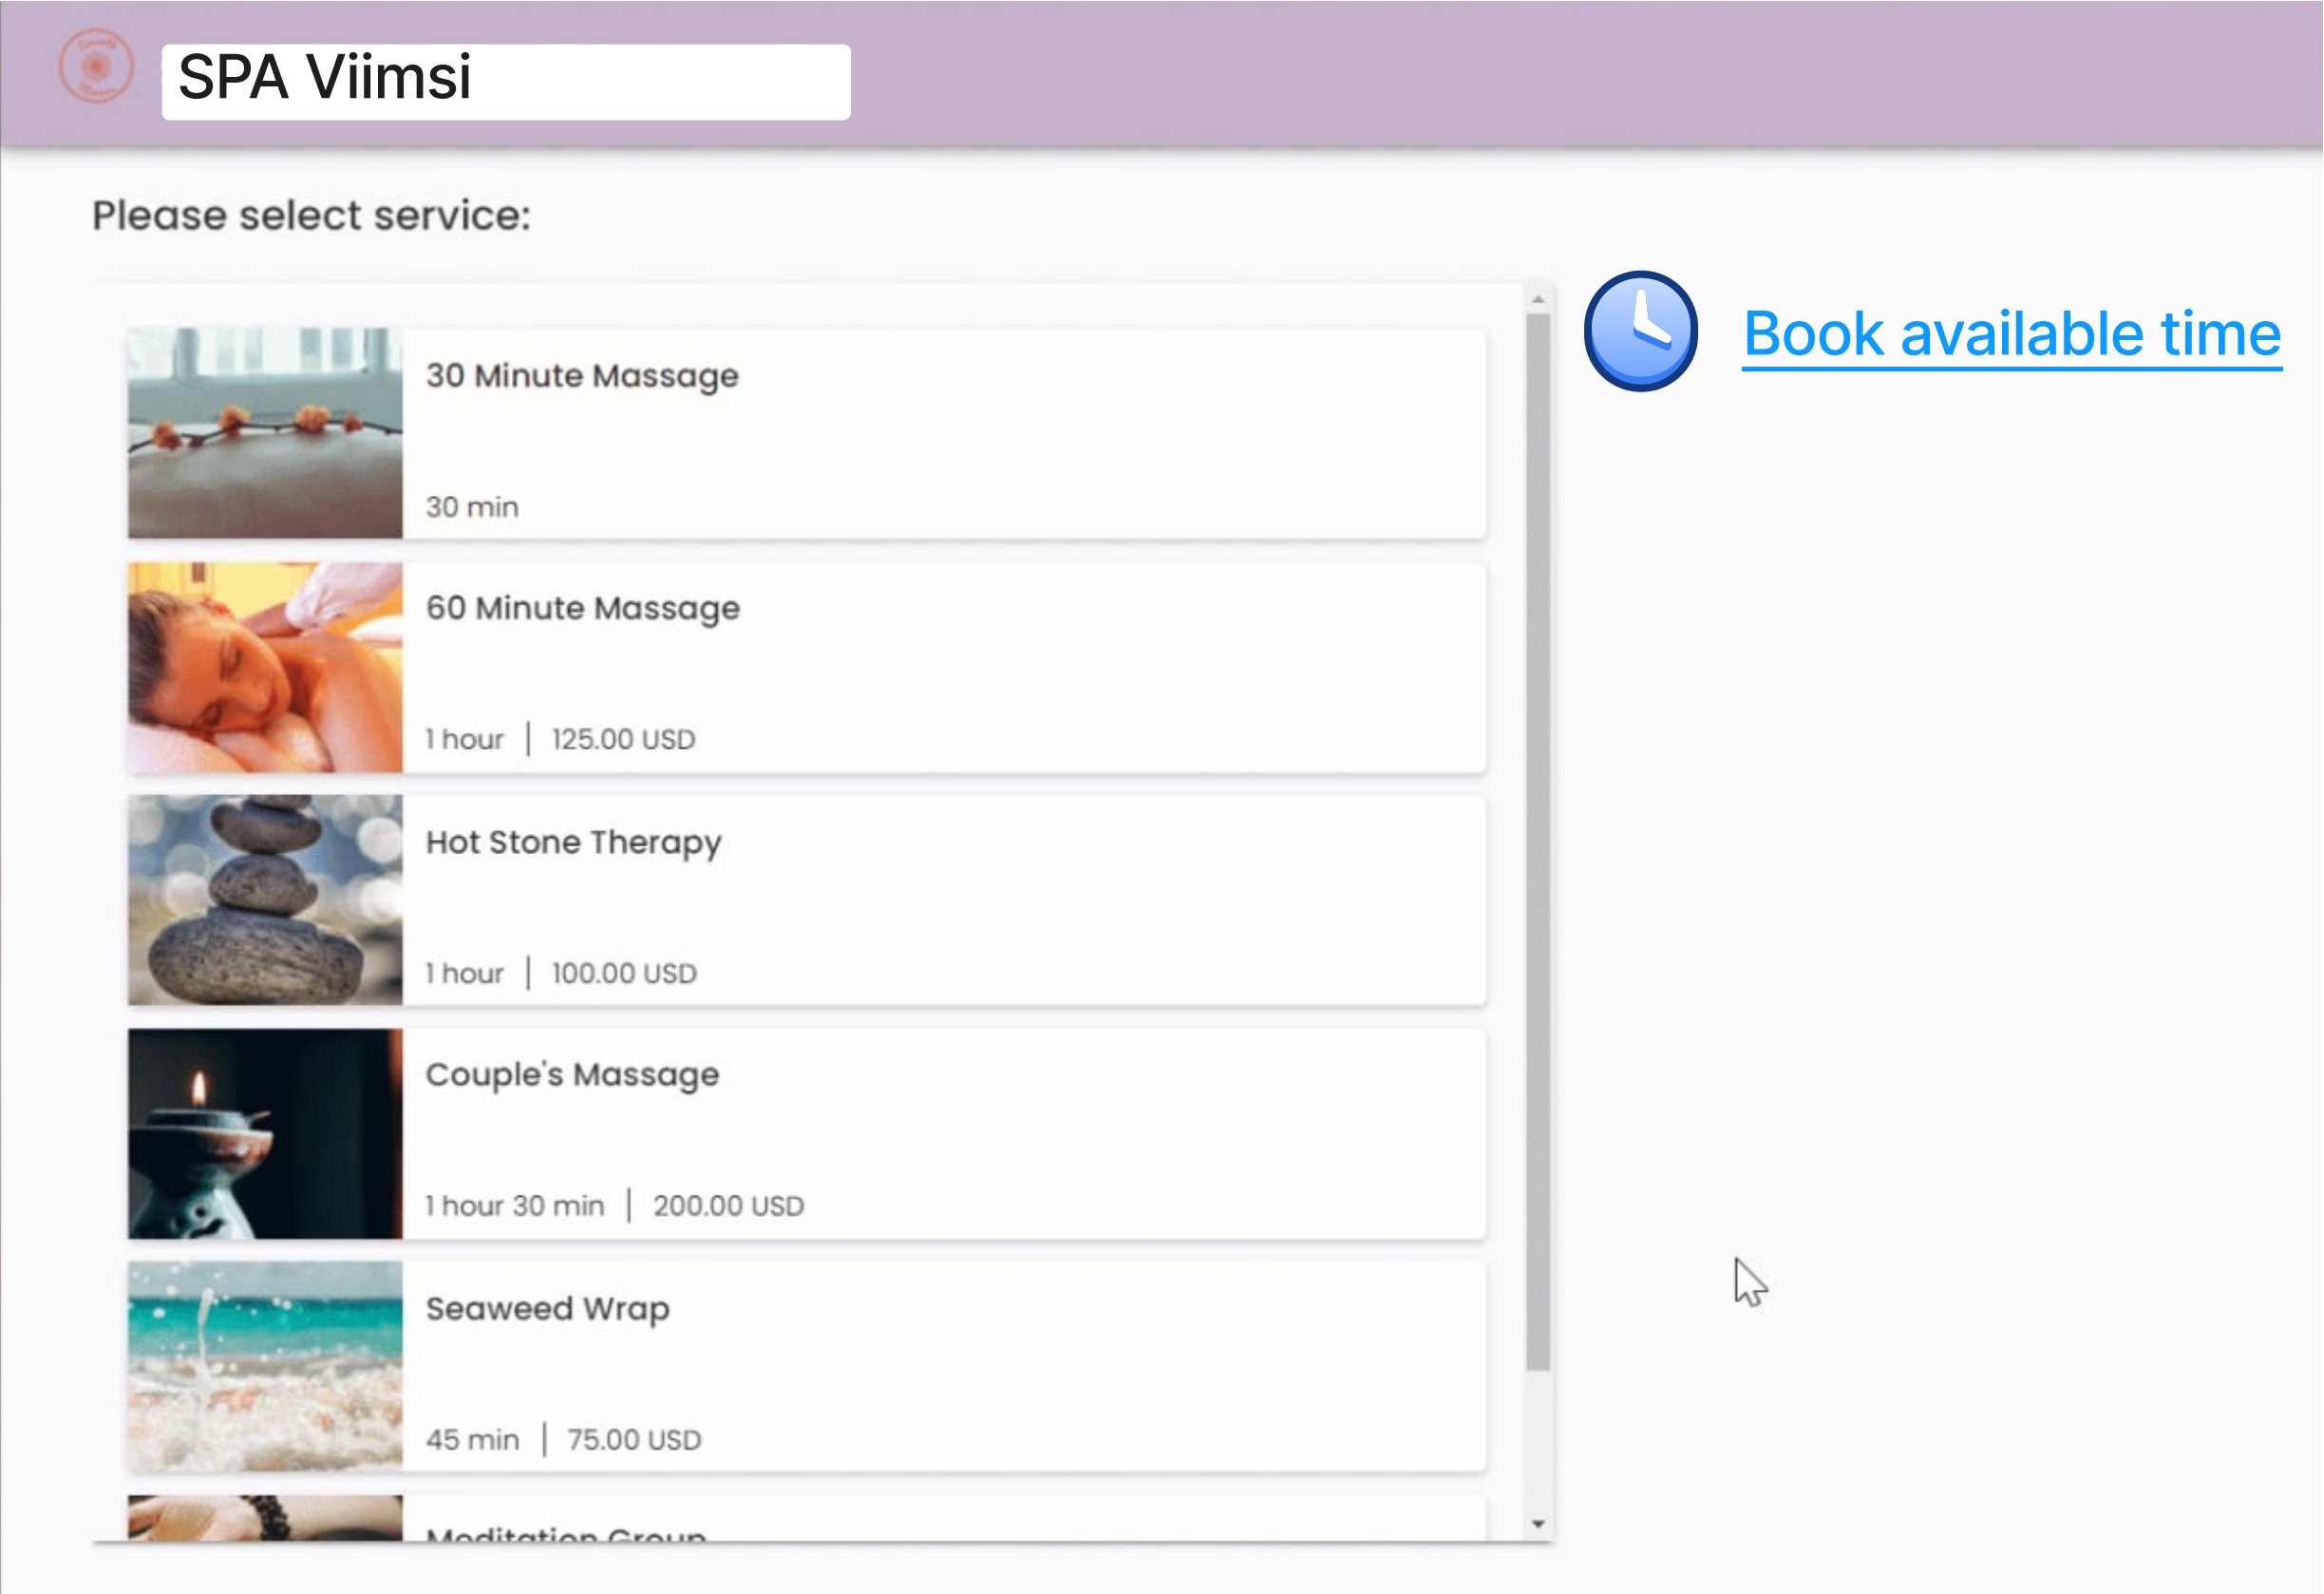 SPA Viimsi
Please select service:
Book available time
30 Minute Massage
30 min
60 Minute Massage
1 hour | 125.00 USD
Hot Stone Therapy
1 hour | 100.00 USD
Couple's Massage
1 hour 30 min | 200.00 USD
Seaweed Wrap
45 min | 75.00 USD
Meditation Group